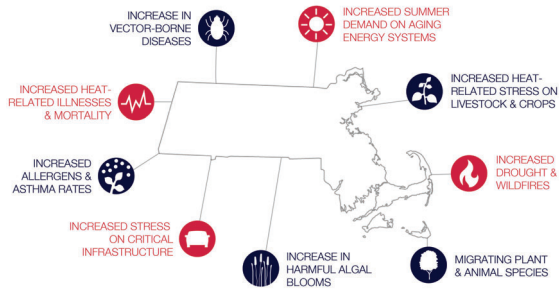 INCREASE IN
VECTOR-BORNE
DISEASES
INCREASED SUMMER
DEMAND ON AGING
ENERGY SYSTEMS
INCREASED HEAT-
RELATED ILLNESSES
& MORTALITY
INCREASED HEAT-
RELATED STRESS ON
LIVESTOCK & CROPS
INCREASED
ALLERGENS &
ASTHMA RATES
INCREASED
DROUGHT &
WILDFIRES
INCREASED STRESS
ON CRITICAL
INFRASTRUCTURE
INCREASE IN
HARMFUL ALGAL
BLOOMS
MIGRATING PLANT
& ANIMAL SPECIES